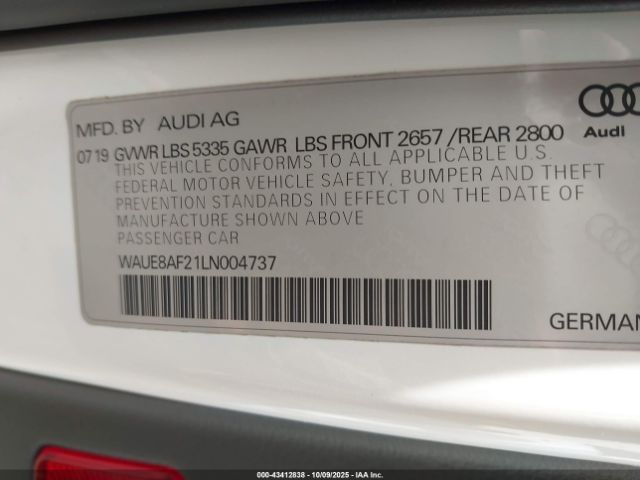 MFD. BY AUDI AG
07 19 GVWR LBS 5335 GAWR LBS FRONT 2657 /REAR 2800
THIS VEHICLE CONFORMS TO ALL APPLICABLE U.S.
FEDERAL MOTOR VEHICLE SAFETY, BUMPER AND THEFT
PREVENTION STANDARDS IN EFFECT ON THE DATE OF
MANUFACTURE SHOWN ABOVE
PASSENGER CAR
WAUE8AF21LN004737
Audi
GERMAN
000-43412838 - 10/09/2025 - IAA Inc.